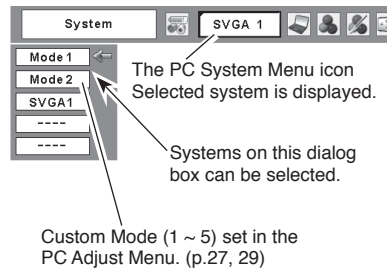 System
SVGA 1
Mode 1
Mode 2
SVGA1
----
----
The PC System Menu icon
Selected system is displayed.
Systems on this dialog
box can be selected.
Custom Mode (1 ~ 5) set in the
PC Adjust Menu. (p.27, 29)